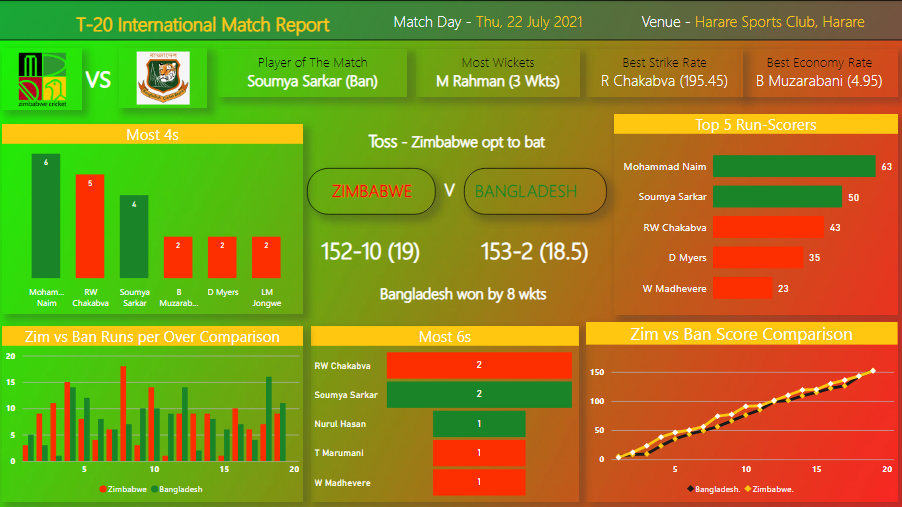 T-20 International Match Report
Match Day - Thu, 22 July 2021
Venue - Harare Sports Club, Harare
zimbabwe cricket
VS
Player of The Match
Soumya Sarkar (Ban)
Most Wickets
M Rahman (3 Wkts)
Best Strike Rate
R Chakabva (195.45)
Best Economy Rate
B Muzarabani (4.95)
Most 4s
6
5
4
2
2
2
Moham...
Naim
RW
Chakabva
Soumya
Sarkar
B
Muzarab...
D Myers
LM
Jongwe
Toss - Zimbabwe opt to bat
ZIMBABWE
V
BANGLADESH
152-10 (19)
153-2 (18.5)
Bangladesh won by 8 wkts
Top 5 Run-Scorers
Mohammad Naim 63
Soumya Sarkar 50
RW Chakabva 43
D Myers 35
W Madhevere 23
Zim vs Ban Runs per Over Comparison
20
15
10
5
0
5 10 15 20
Zimbabwe Bangladesh
Most 6s
RW Chakabva 2
Soumya Sarkar 2
Nurul Hasan 1
T Marumani 1
W Madhevere 1
Zim vs Ban Score Comparison
150
100
50
0
5 10 15 20
Bangladesh. Zimbabwe.